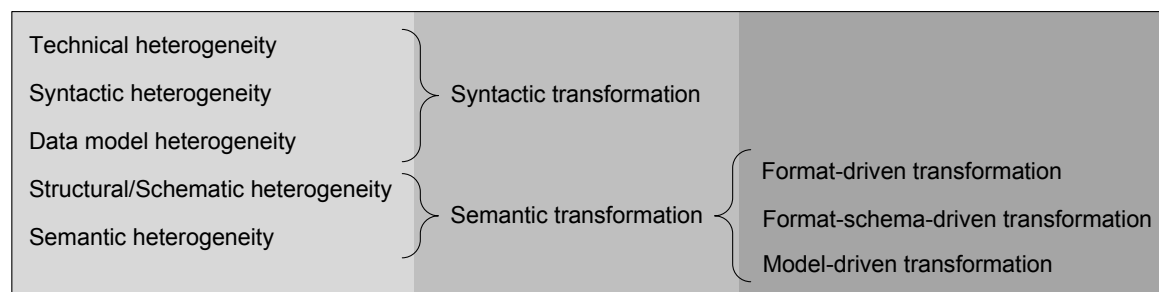 Technical heterogeneity
Syntactic heterogeneity
Data model heterogeneity
Structural/Schematic heterogeneity
Semantic heterogeneity
Syntactic transformation
Semantic transformation
Format-driven transformation
Format-schema-driven transformation
Model-driven transformation